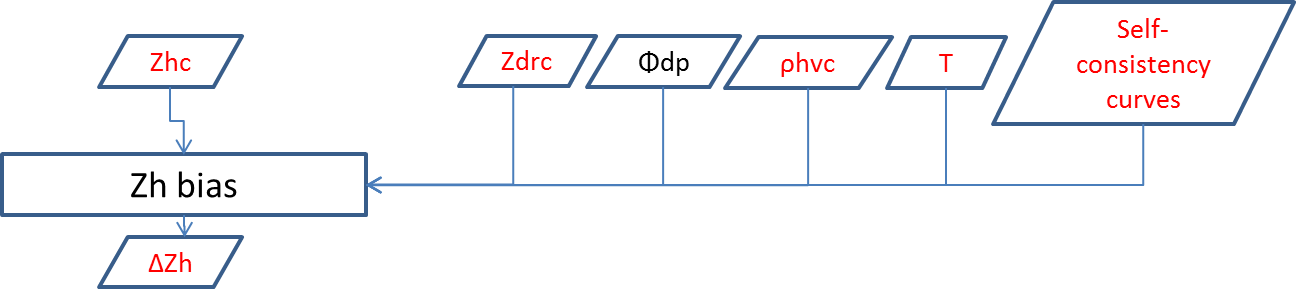 Zhc
Zdrc
Φdp
ρhvc
T
Self-
consistency
curves
Zh bias
ΔZh